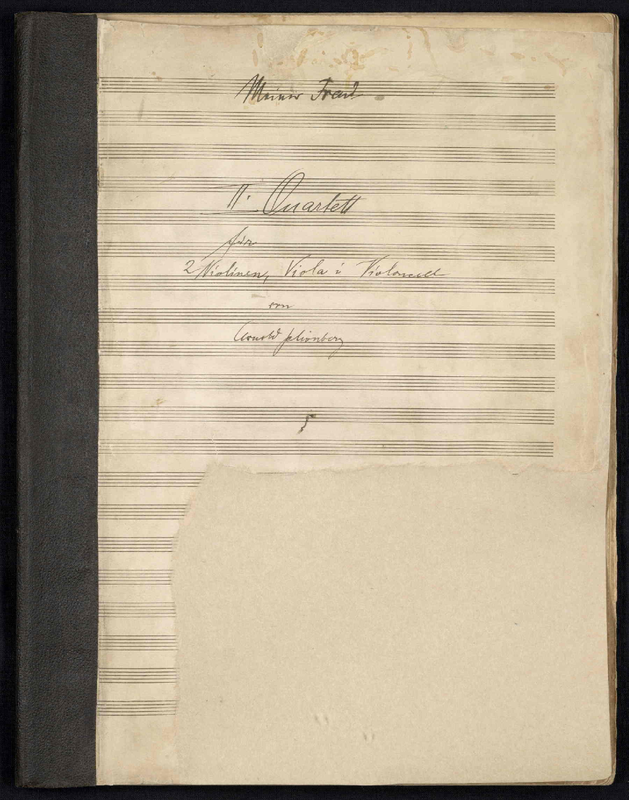 Meiner Frau
II. Quartett
für
2 Violinen, Viola u Violoncell
von
Arnold Schönberg